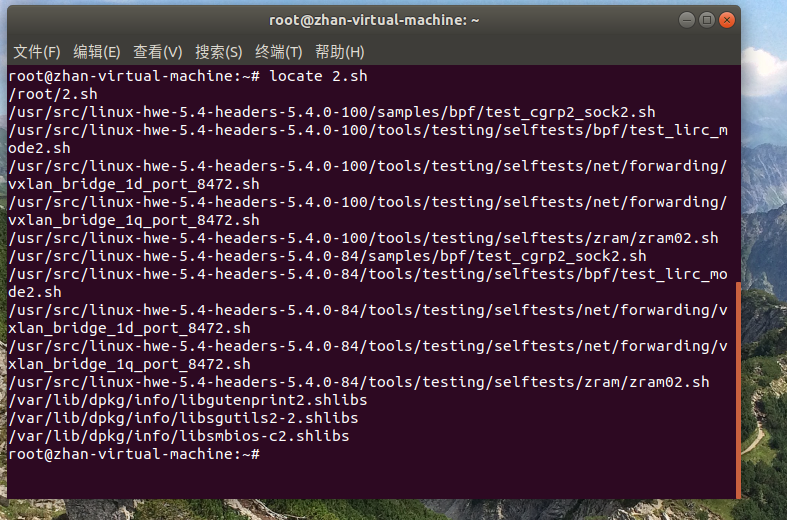 root@zhan-virtual-machine: ~
文件(F) 编辑(E) 查看(V) 搜索(S) 终端(T) 帮助(H)
root@zhan-virtual-machine:~# locate 2.sh
/root/2.sh
/usr/src/linux-hwe-5.4-headers-5.4.0-100/samples/bpf/test_cgrp2_sock2.sh
/usr/src/linux-hwe-5.4-headers-5.4.0-100/tools/testing/selftests/bpf/test_lirc_m
ode2.sh
/usr/src/linux-hwe-5.4-headers-5.4.0-100/tools/testing/selftests/net/forwarding/
vxlan_bridge_1d_port_8472.sh
/usr/src/linux-hwe-5.4-headers-5.4.0-100/tools/testing/selftests/net/forwarding/
vxlan_bridge_1q_port_8472.sh
/usr/src/linux-hwe-5.4-headers-5.4.0-100/tools/testing/selftests/zram/zram02.sh
/usr/src/linux-hwe-5.4-headers-5.4.0-84/samples/bpf/test_cgrp2_sock2.sh
/usr/src/linux-hwe-5.4-headers-5.4.0-84/tools/testing/selftests/bpf/test_lirc_mo
de2.sh
/usr/src/linux-hwe-5.4-headers-5.4.0-84/tools/testing/selftests/net/forwarding/v
xlan_bridge_1d_port_8472.sh
/usr/src/linux-hwe-5.4-headers-5.4.0-84/tools/testing/selftests/net/forwarding/v
xlan_bridge_1q_port_8472.sh
/usr/src/linux-hwe-5.4-headers-5.4.0-84/tools/testing/selftests/zram/zram02.sh
/var/lib/dpkg/info/libgutenprint2.shlibs
/var/lib/dpkg/info/libsgutils2-2.shlibs
/var/lib/dpkg/info/libsmbios-c2.shlibs
root@zhan-virtual-machine:~#